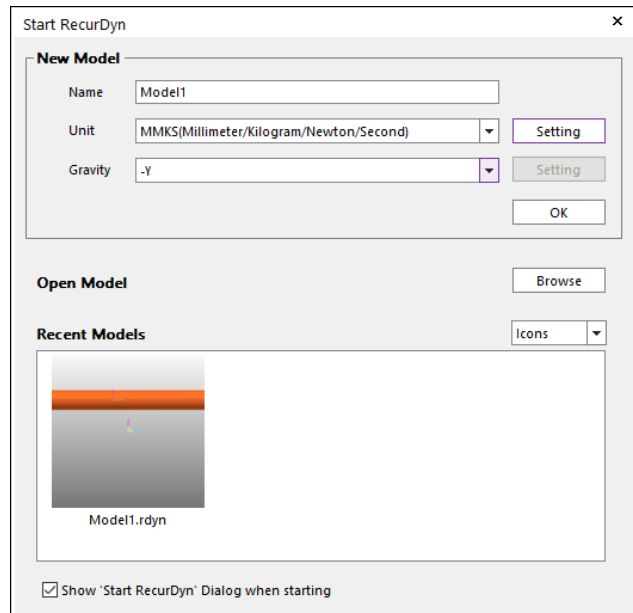 Start RecurDyn
New Model
Name Model1
Unit MMKS(Millimeter/Kilogram/Newton/Second) Setting
Gravity -Y Setting
OK
Open Model Browse
Recent Models Icons
Model1.rdyn
Show 'Start RecurDyn' Dialog when starting